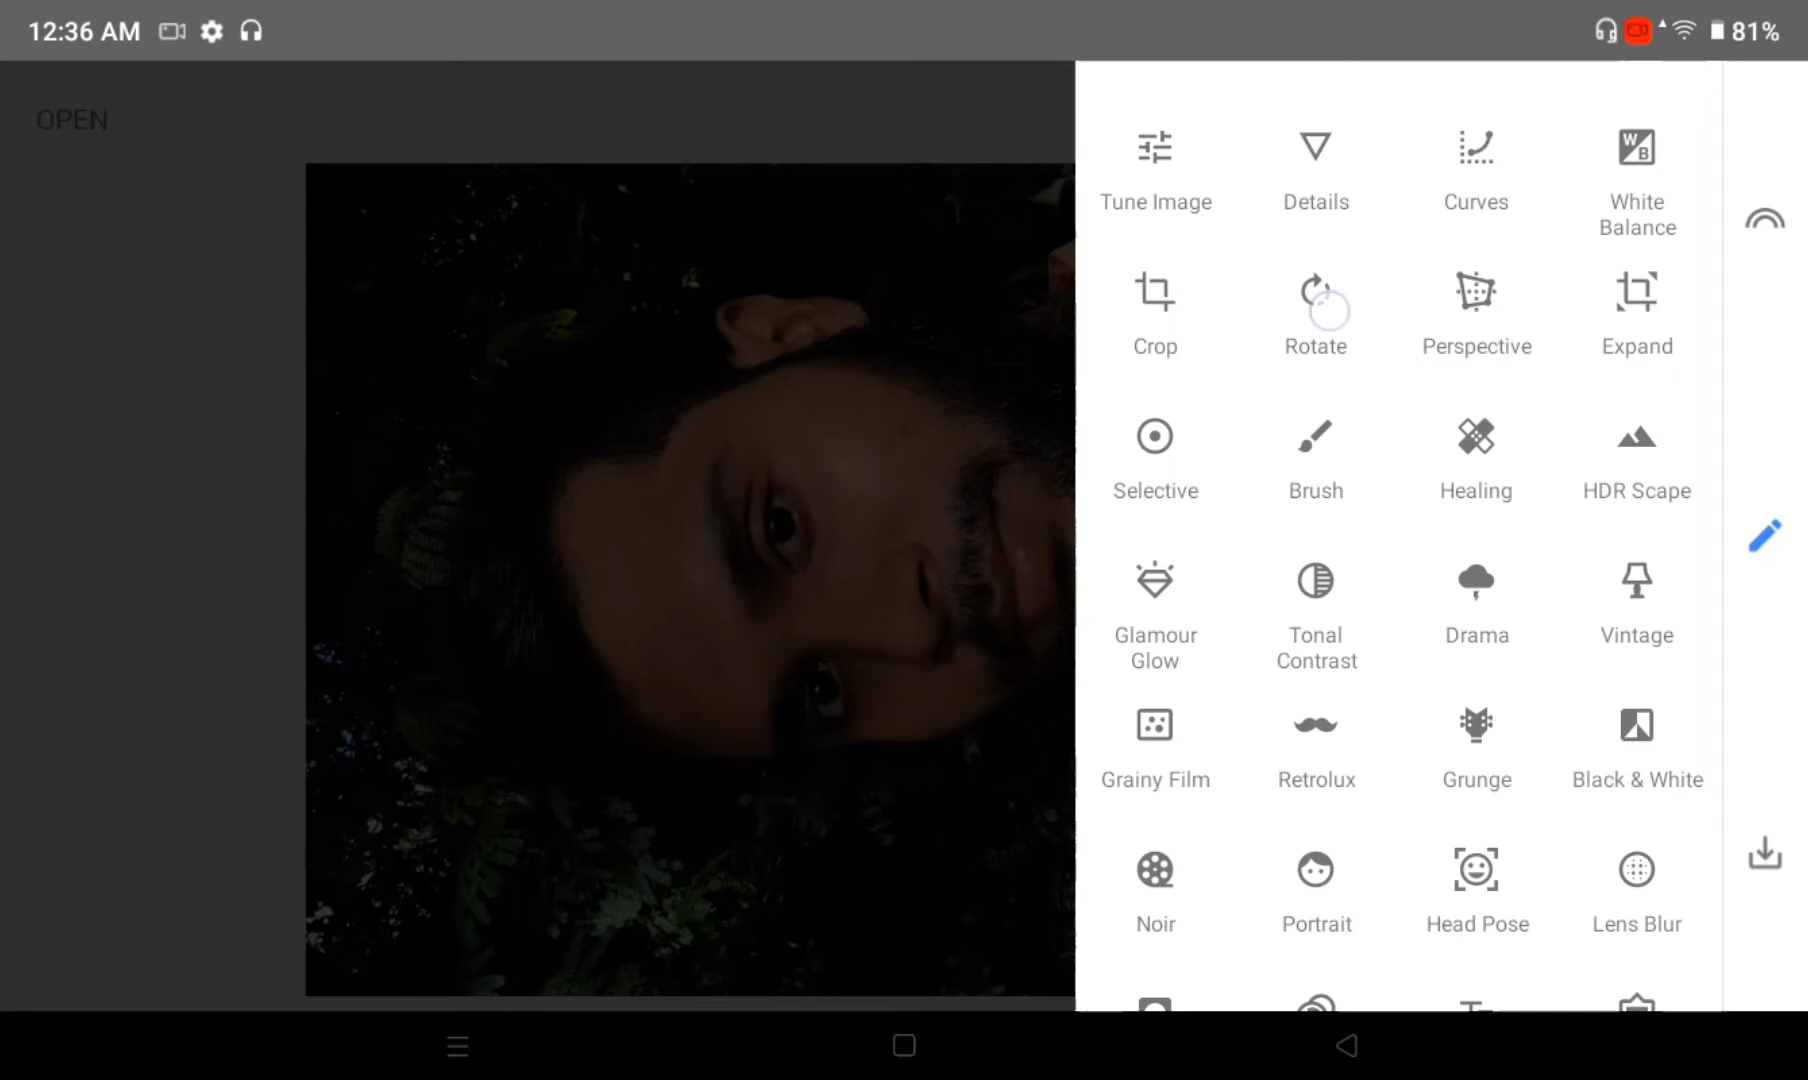 12:36 AM
81%
OPEN
Tune Image
Details
Curves
White
Balance
Crop
Rotate
Perspective
Expand
Selective
Brush
Healing
HDR Scape
Glamour
Glow
Tonal
Contrast
Drama
Vintage
Grainy Film
Retrolux
Grunge
Black & White
Noir
Portrait
Head Pose
Lens Blur